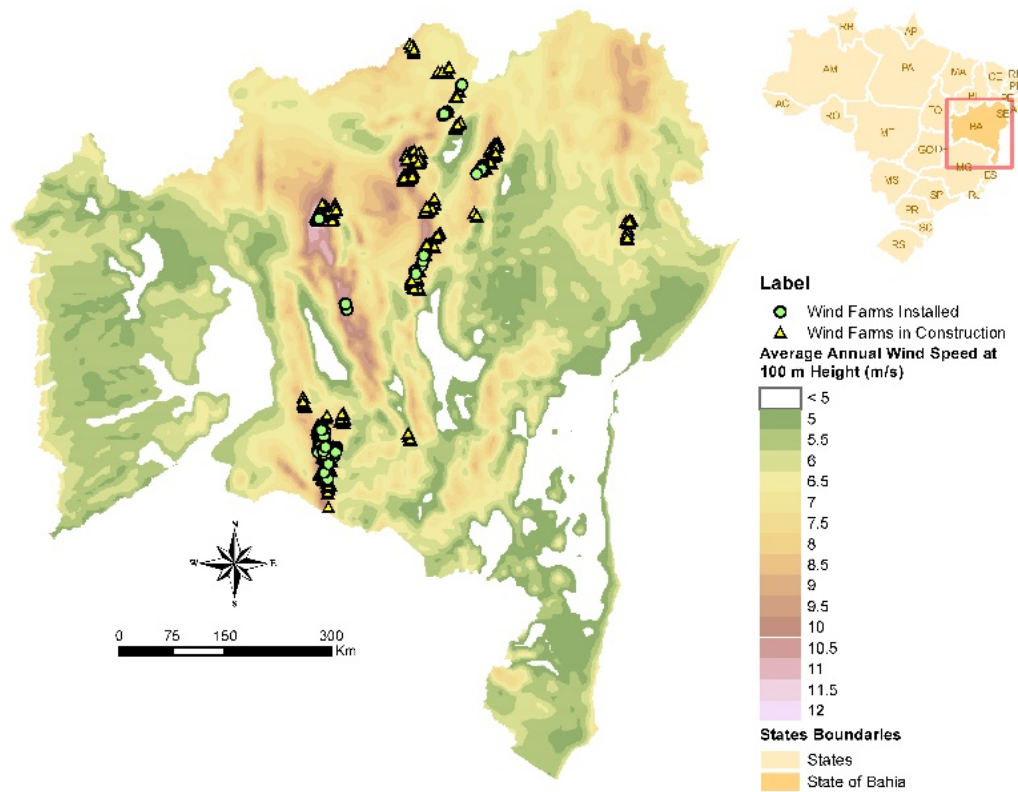 RR
AP
AM
PA
MA
CE
AC
RO
TO
BA
SE
MT
GO
MG
ES
MS
SP
RJ
PR
SC
RS
Label
Wind Farms Installed
Wind Farms in Construction
Average Annual Wind Speed at
100 m Height (m/s)
< 5
5
5.5
6
6.5
7
7.5
8
8.5
9
9.5
10
10.5
11
11.5
12
States Boundaries
States
State of Bahia
N
W
E
S
0 75 150 300
Km